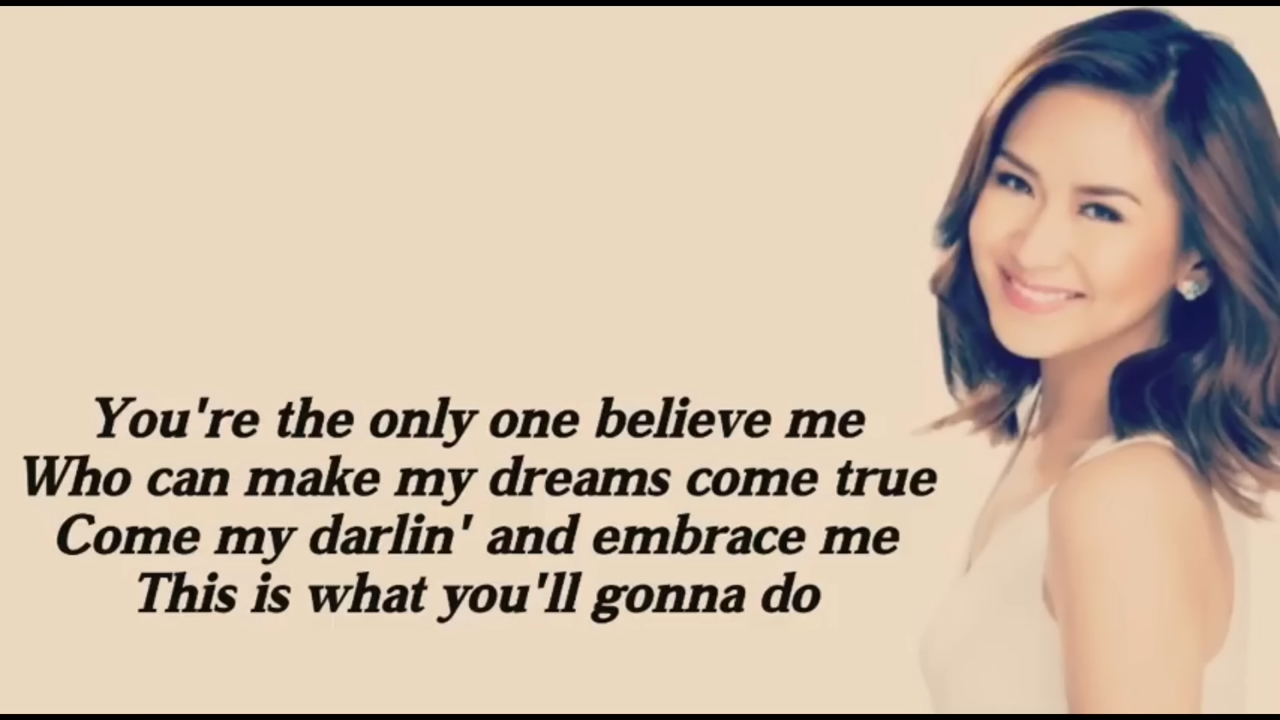 You're the only one believe me
Who can make my dreams come true
Come my darlin' and embrace me
This is what you'll gonna do